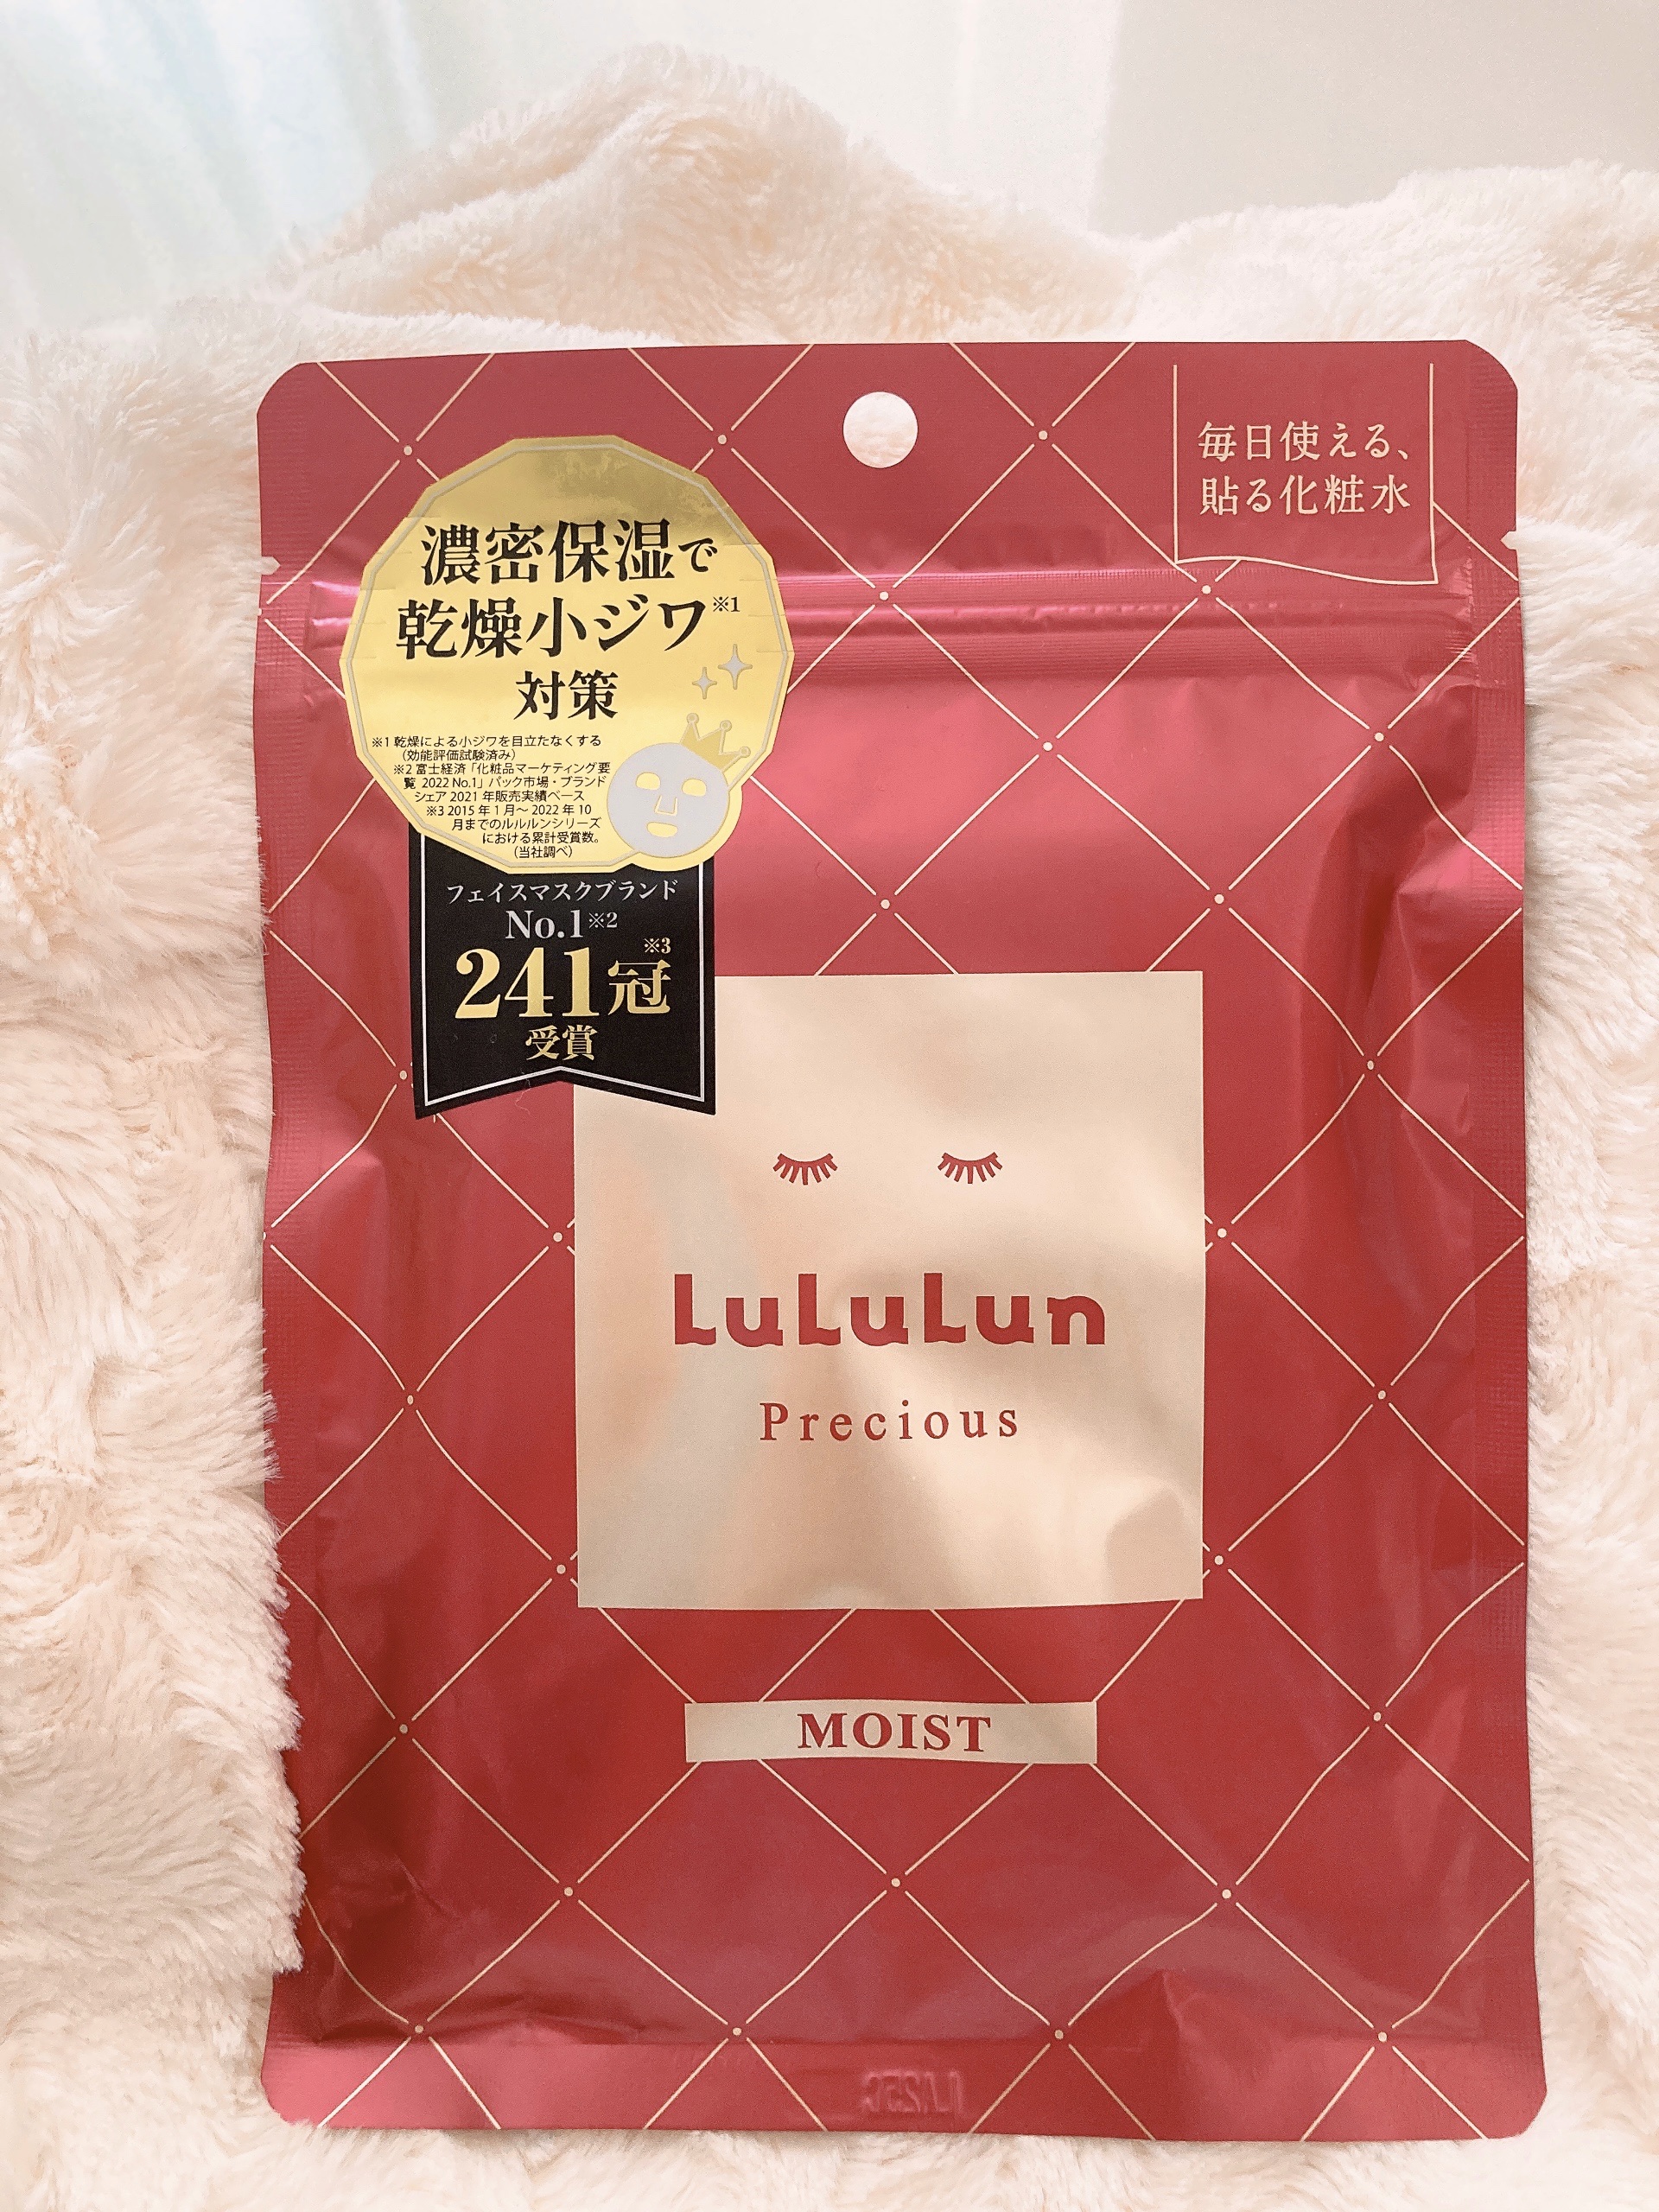 毎日使える、
貼る化粧水
濃密保湿で
乾燥小ジワ※1
対策
※1 乾燥による小ジワを目立たなくする
(効能評価試験済み)
※2 富士経済「化粧品マーケティング要
覧 2022 No.1」パック市場・ブランド
シェア 2021 年販売実績ベース
※3 2015 年 1 月～ 2022 年 10
月までのルルルンシリーズ
における累計受賞数。
(当社調べ)
フェイスマスクブランド
No.1※2
241冠※3
受賞
LuLuLun
Precious
MOIST